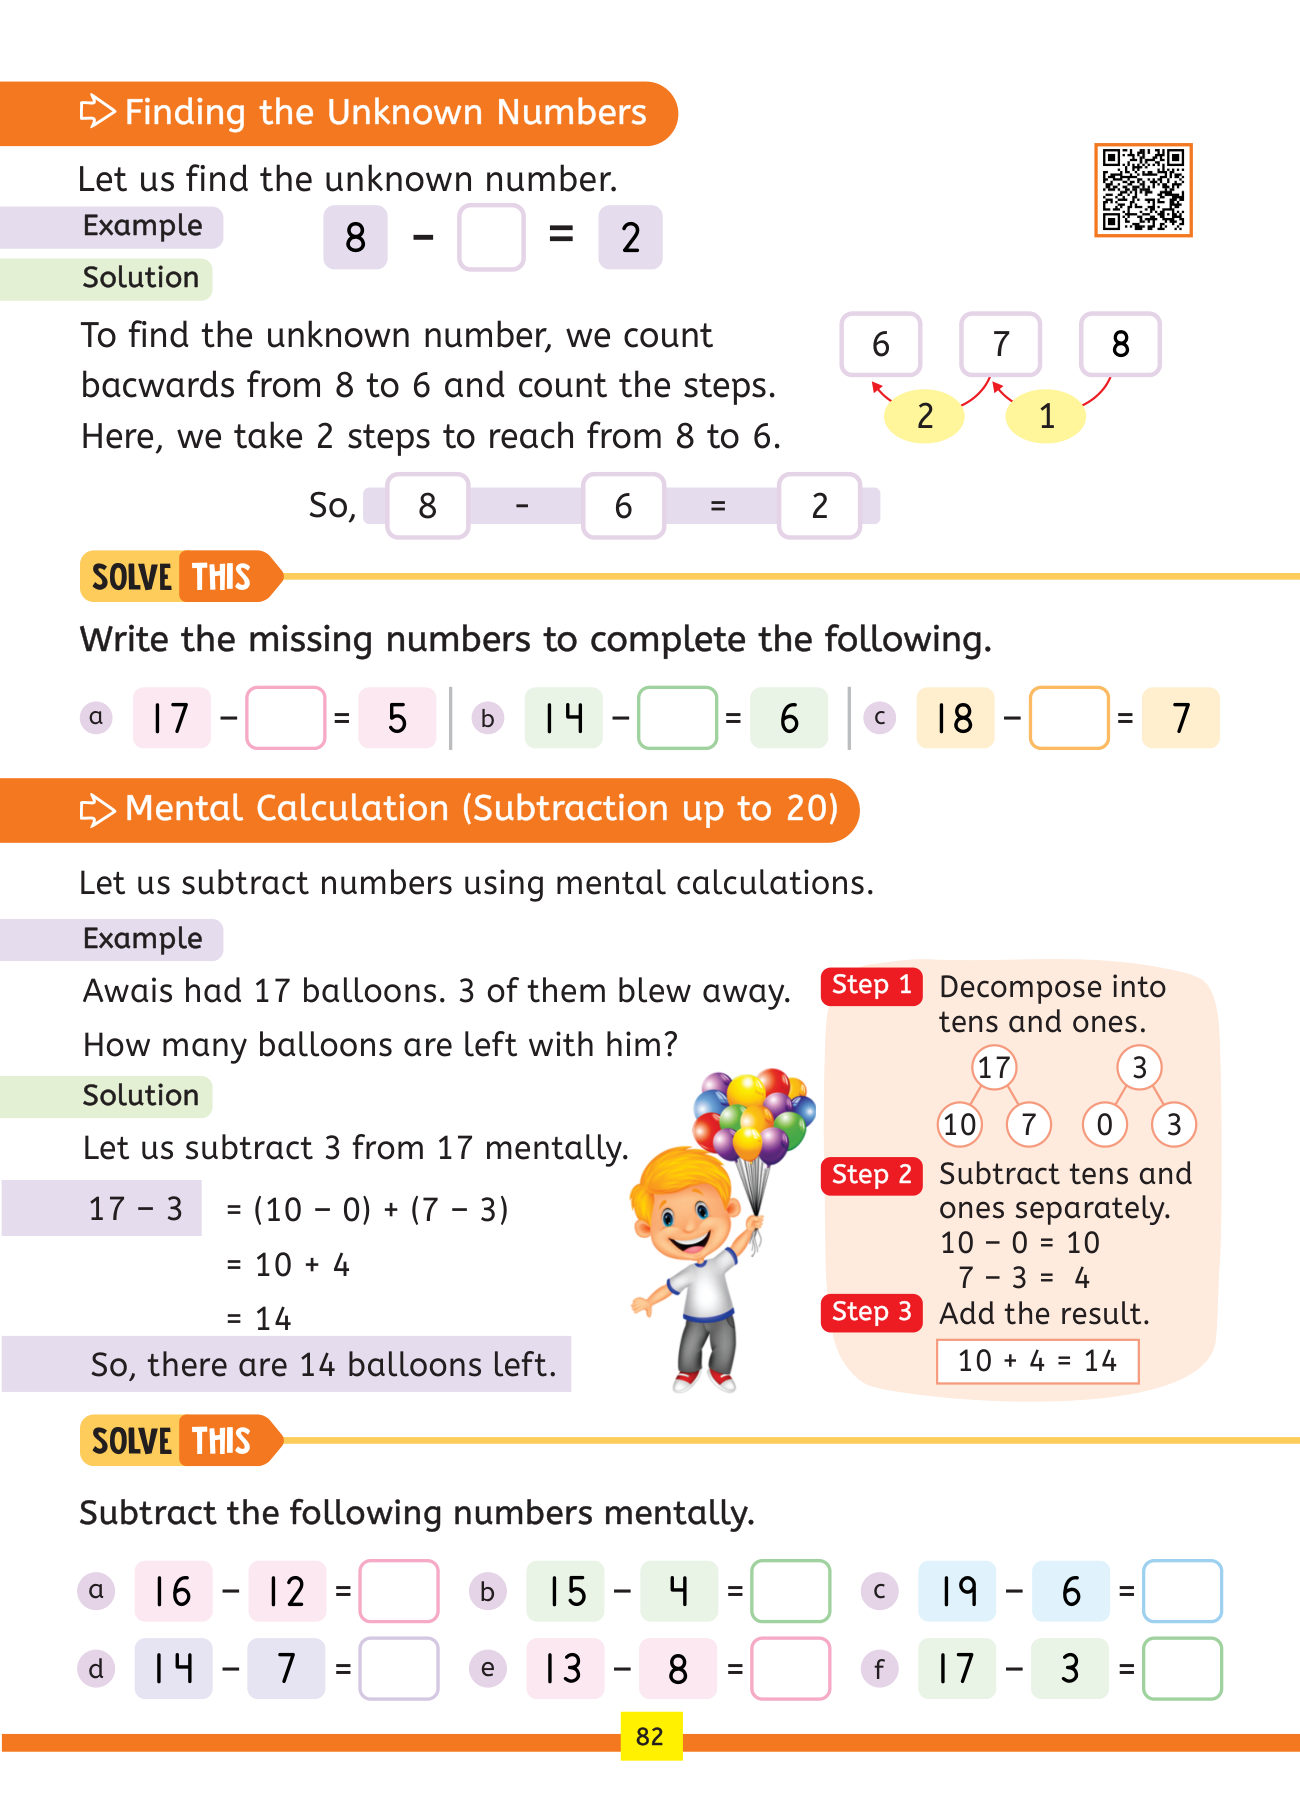 Finding the Unknown Numbers
Let us find the unknown number.
Example
8 – = 2
Solution
To find the unknown number, we count
bacwards from 8 to 6 and count the steps.
Here, we take 2 steps to reach from 8 to 6.
6 7 8
2 1
So, 8 - 6 = 2
SOLVE THIS
Write the missing numbers to complete the following.
a 17 – = 5 b 14 – = 6 c 18 – = 7
Mental Calculation (Subtraction up to 20)
Let us subtract numbers using mental calculations.
Example
Awais had 17 balloons. 3 of them blew away.
How many balloons are left with him?
Solution
Let us subtract 3 from 17 mentally.
17 – 3 = (10 – 0) + (7 – 3)
= 10 + 4
= 14
So, there are 14 balloons left.
Step 1 Decompose into
tens and ones.
17 3
10 7 0 3
Step 2 Subtract tens and
ones separately.
10 – 0 = 10
7 – 3 = 4
Step 3 Add the result.
10 + 4 = 14
SOLVE THIS
Subtract the following numbers mentally.
a 16 – 12 = b 15 – 4 = c 19 – 6 =
d 14 – 7 = e 13 – 8 = f 17 – 3 =
82